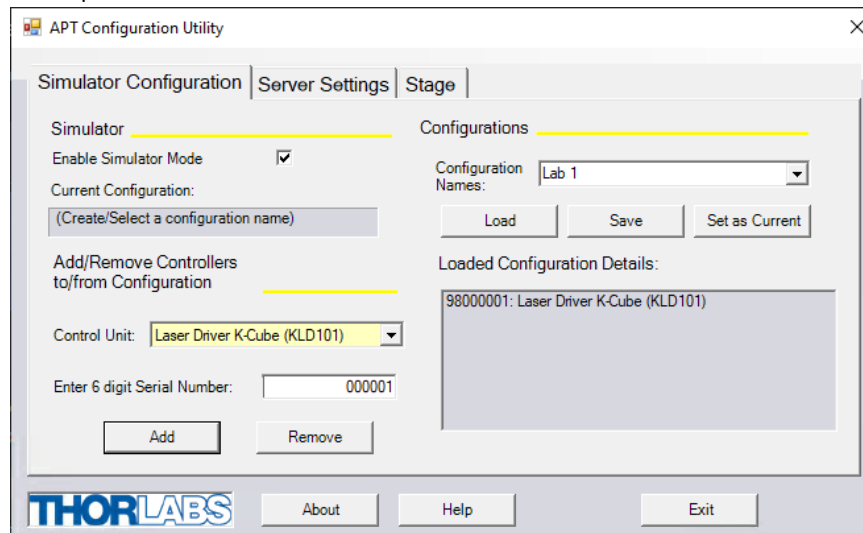 APT Configuration Utility
Simulator Configuration
Server Settings
Stage
Simulator
Enable Simulator Mode
Current Configuration:
(Create/Select a configuration name)
Add/Remove Controllers
to/from Configuration
Control Unit:
Laser Driver K-Cube (KLD101)
Enter 6 digit Serial Number:
000001
Add
Remove
Configurations
Configuration
Names:
Lab 1
Load
Save
Set as Current
Loaded Configuration Details:
98000001: Laser Driver K-Cube (KLD101)
THORLABS
About
Help
Exit